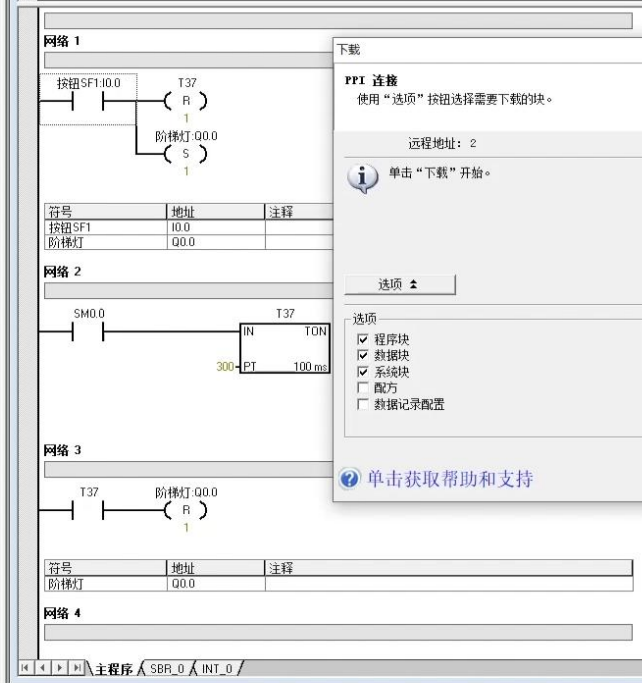 网络 1
按钮SF1:I0.0
T37
R
1
阶梯灯:Q0.0
S
1
符号 地址 注释
按钮SF1 I0.0
阶梯灯 Q0.0
网络 2
SM0.0
T37
IN TON
300 PT 100 ms
网络 3
T37
阶梯灯:Q0.0
R
1
符号 地址 注释
阶梯灯 Q0.0
网络 4
主程序 SBR_0 INT_0
下载
PPI 连接
使用“选项”按钮选择需要下载的块。
远程地址: 2
单击“下载”开始。
选项
选项
程序块
数据块
系统块
配方
数据记录配置
单击获取帮助和支持